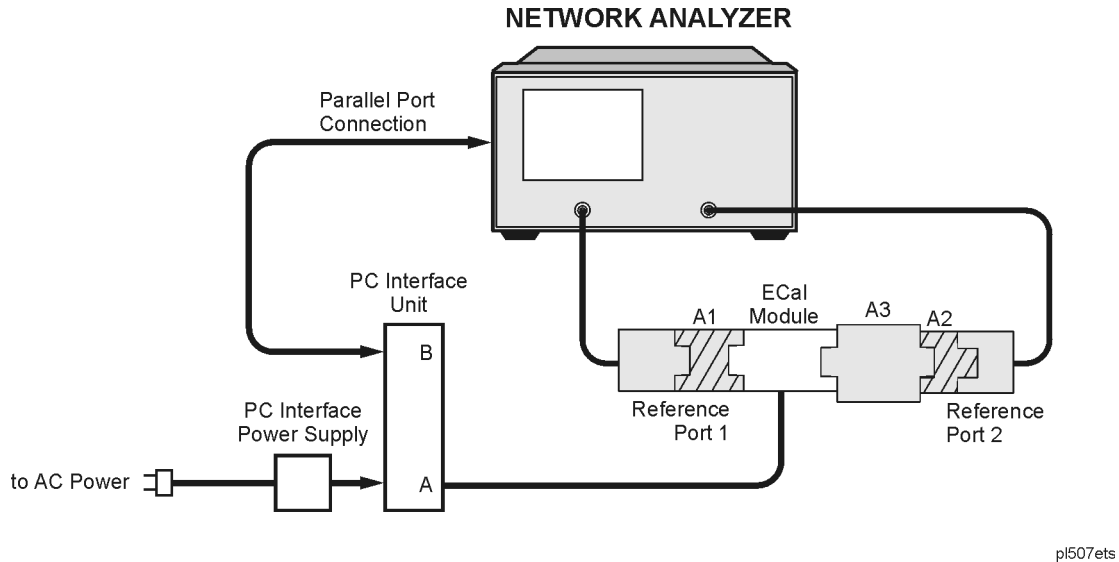 NETWORK ANALYZER
Parallel Port
Connection
PC Interface
Unit
ECal
Module
A1
A3
A2
B
Reference
Port 1
Reference
Port 2
PC Interface
Power Supply
to AC Power
A
pl507ets